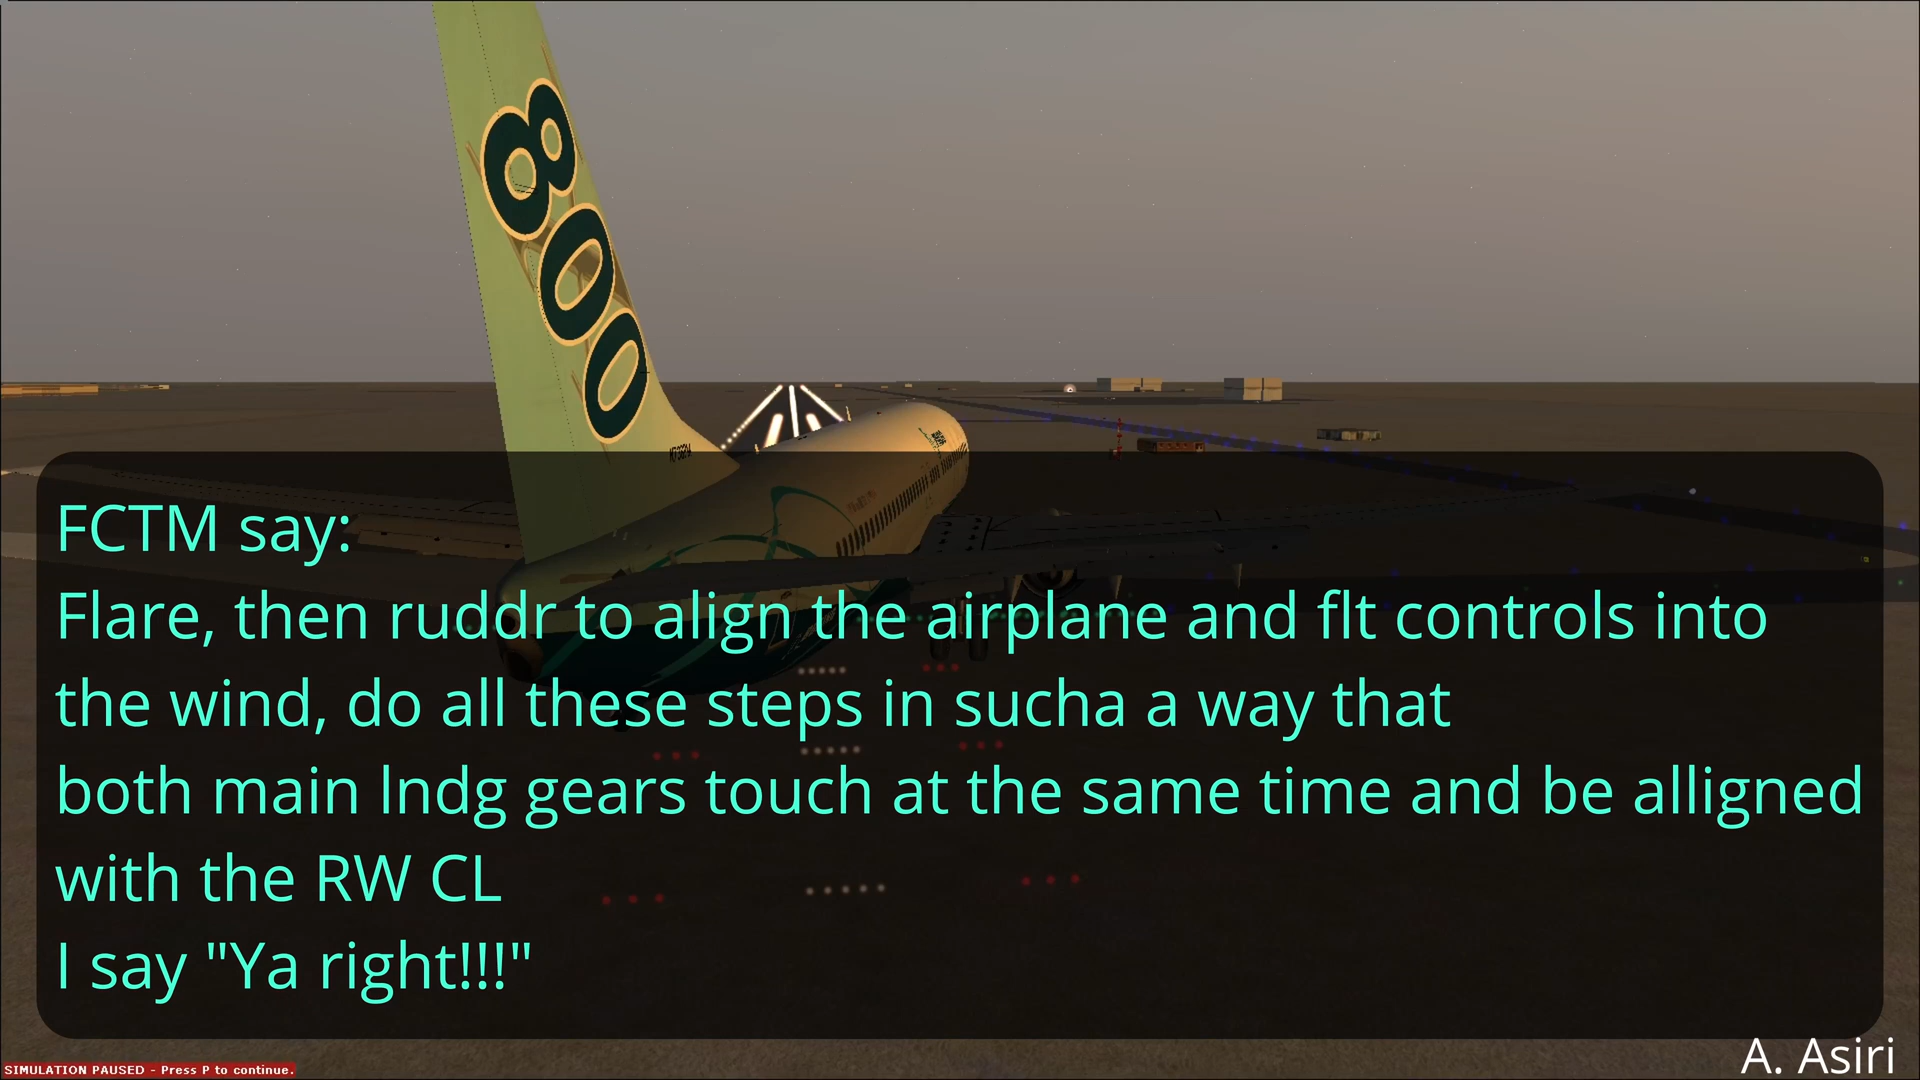 800
FCTM say:
Flare, then ruddr to align the airplane and flt controls into
the wind, do all these steps in sucha a way that
both main lndg gears touch at the same time and be alligned
with the RW CL
I say "Ya right!!!"
A. Asiri
SIMULATION PAUSED - Press P to continue.